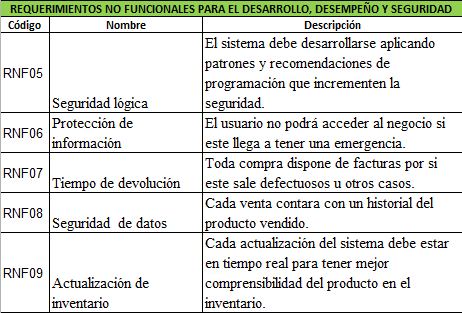 REQUERIMIENTOS NO FUNCIONALES PARA EL DESARROLLO, DESEMPEÑO Y SEGURIDAD
Código Nombre Descripción
RNF05 Seguridad lógica El sistema debe desarrollarse aplicando
patrones y recomendaciones de
programación que incrementen la
seguridad.
RNF06 Protección de
información
El usuario no podrá acceder al negocio si
este llega a tener una emergencia.
RNF07 Tiempo de devolución Toda compra dispone de facturas por si
este sale defectuosos u otros casos.
RNF08 Seguridad de datos Cada venta contara con un historial del
producto vendido.
RNF09 Actualización de
inventario
Cada actualización del sistema debe estar
en tiempo real para tener mejor
comprensibilidad del producto en el
inventario.